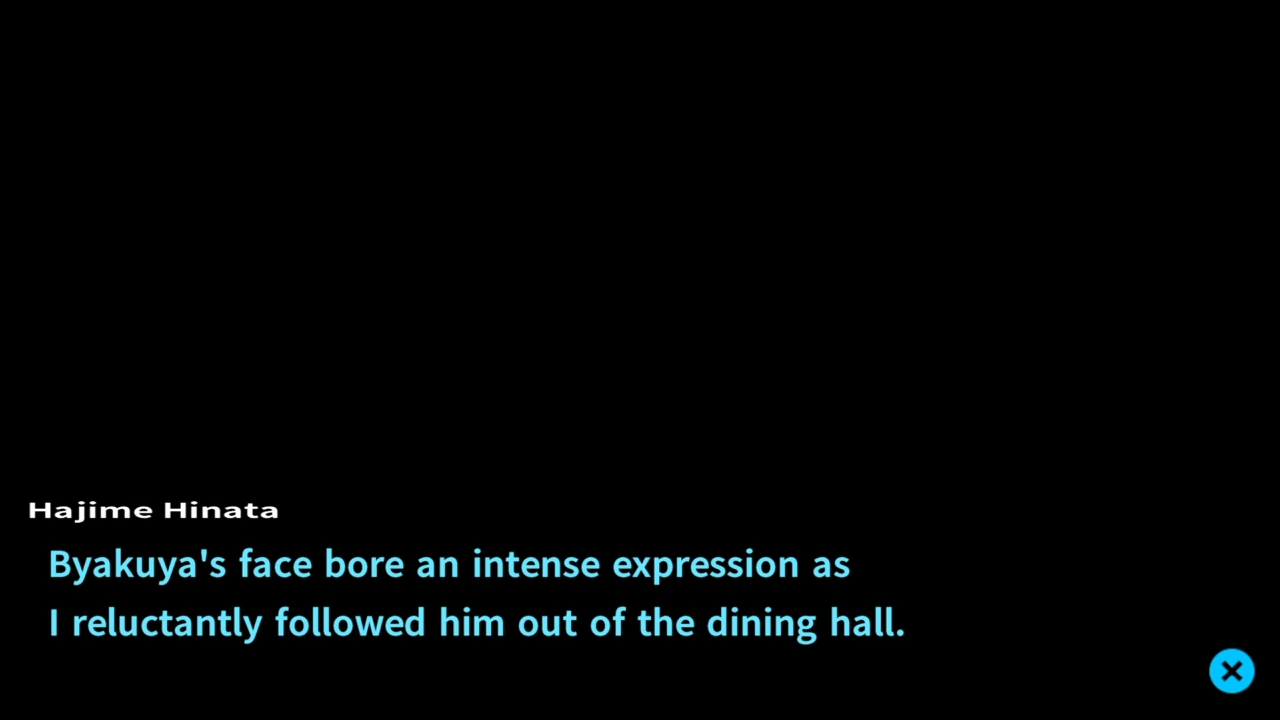 Hajime Hinata
Byakuya's face bore an intense expression as
I reluctantly followed him out of the dining hall.